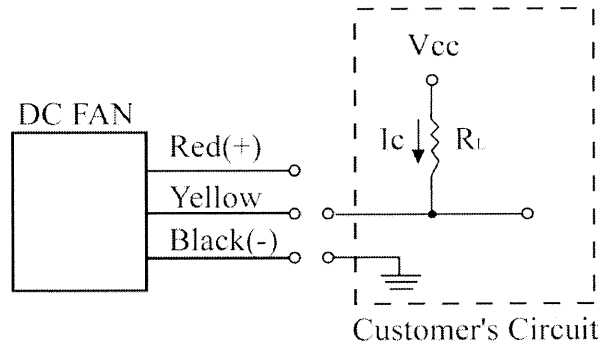 Vcc
DC FAN
Red(+)
Ic
RL
Yellow
Black(-)
Customer's Circuit